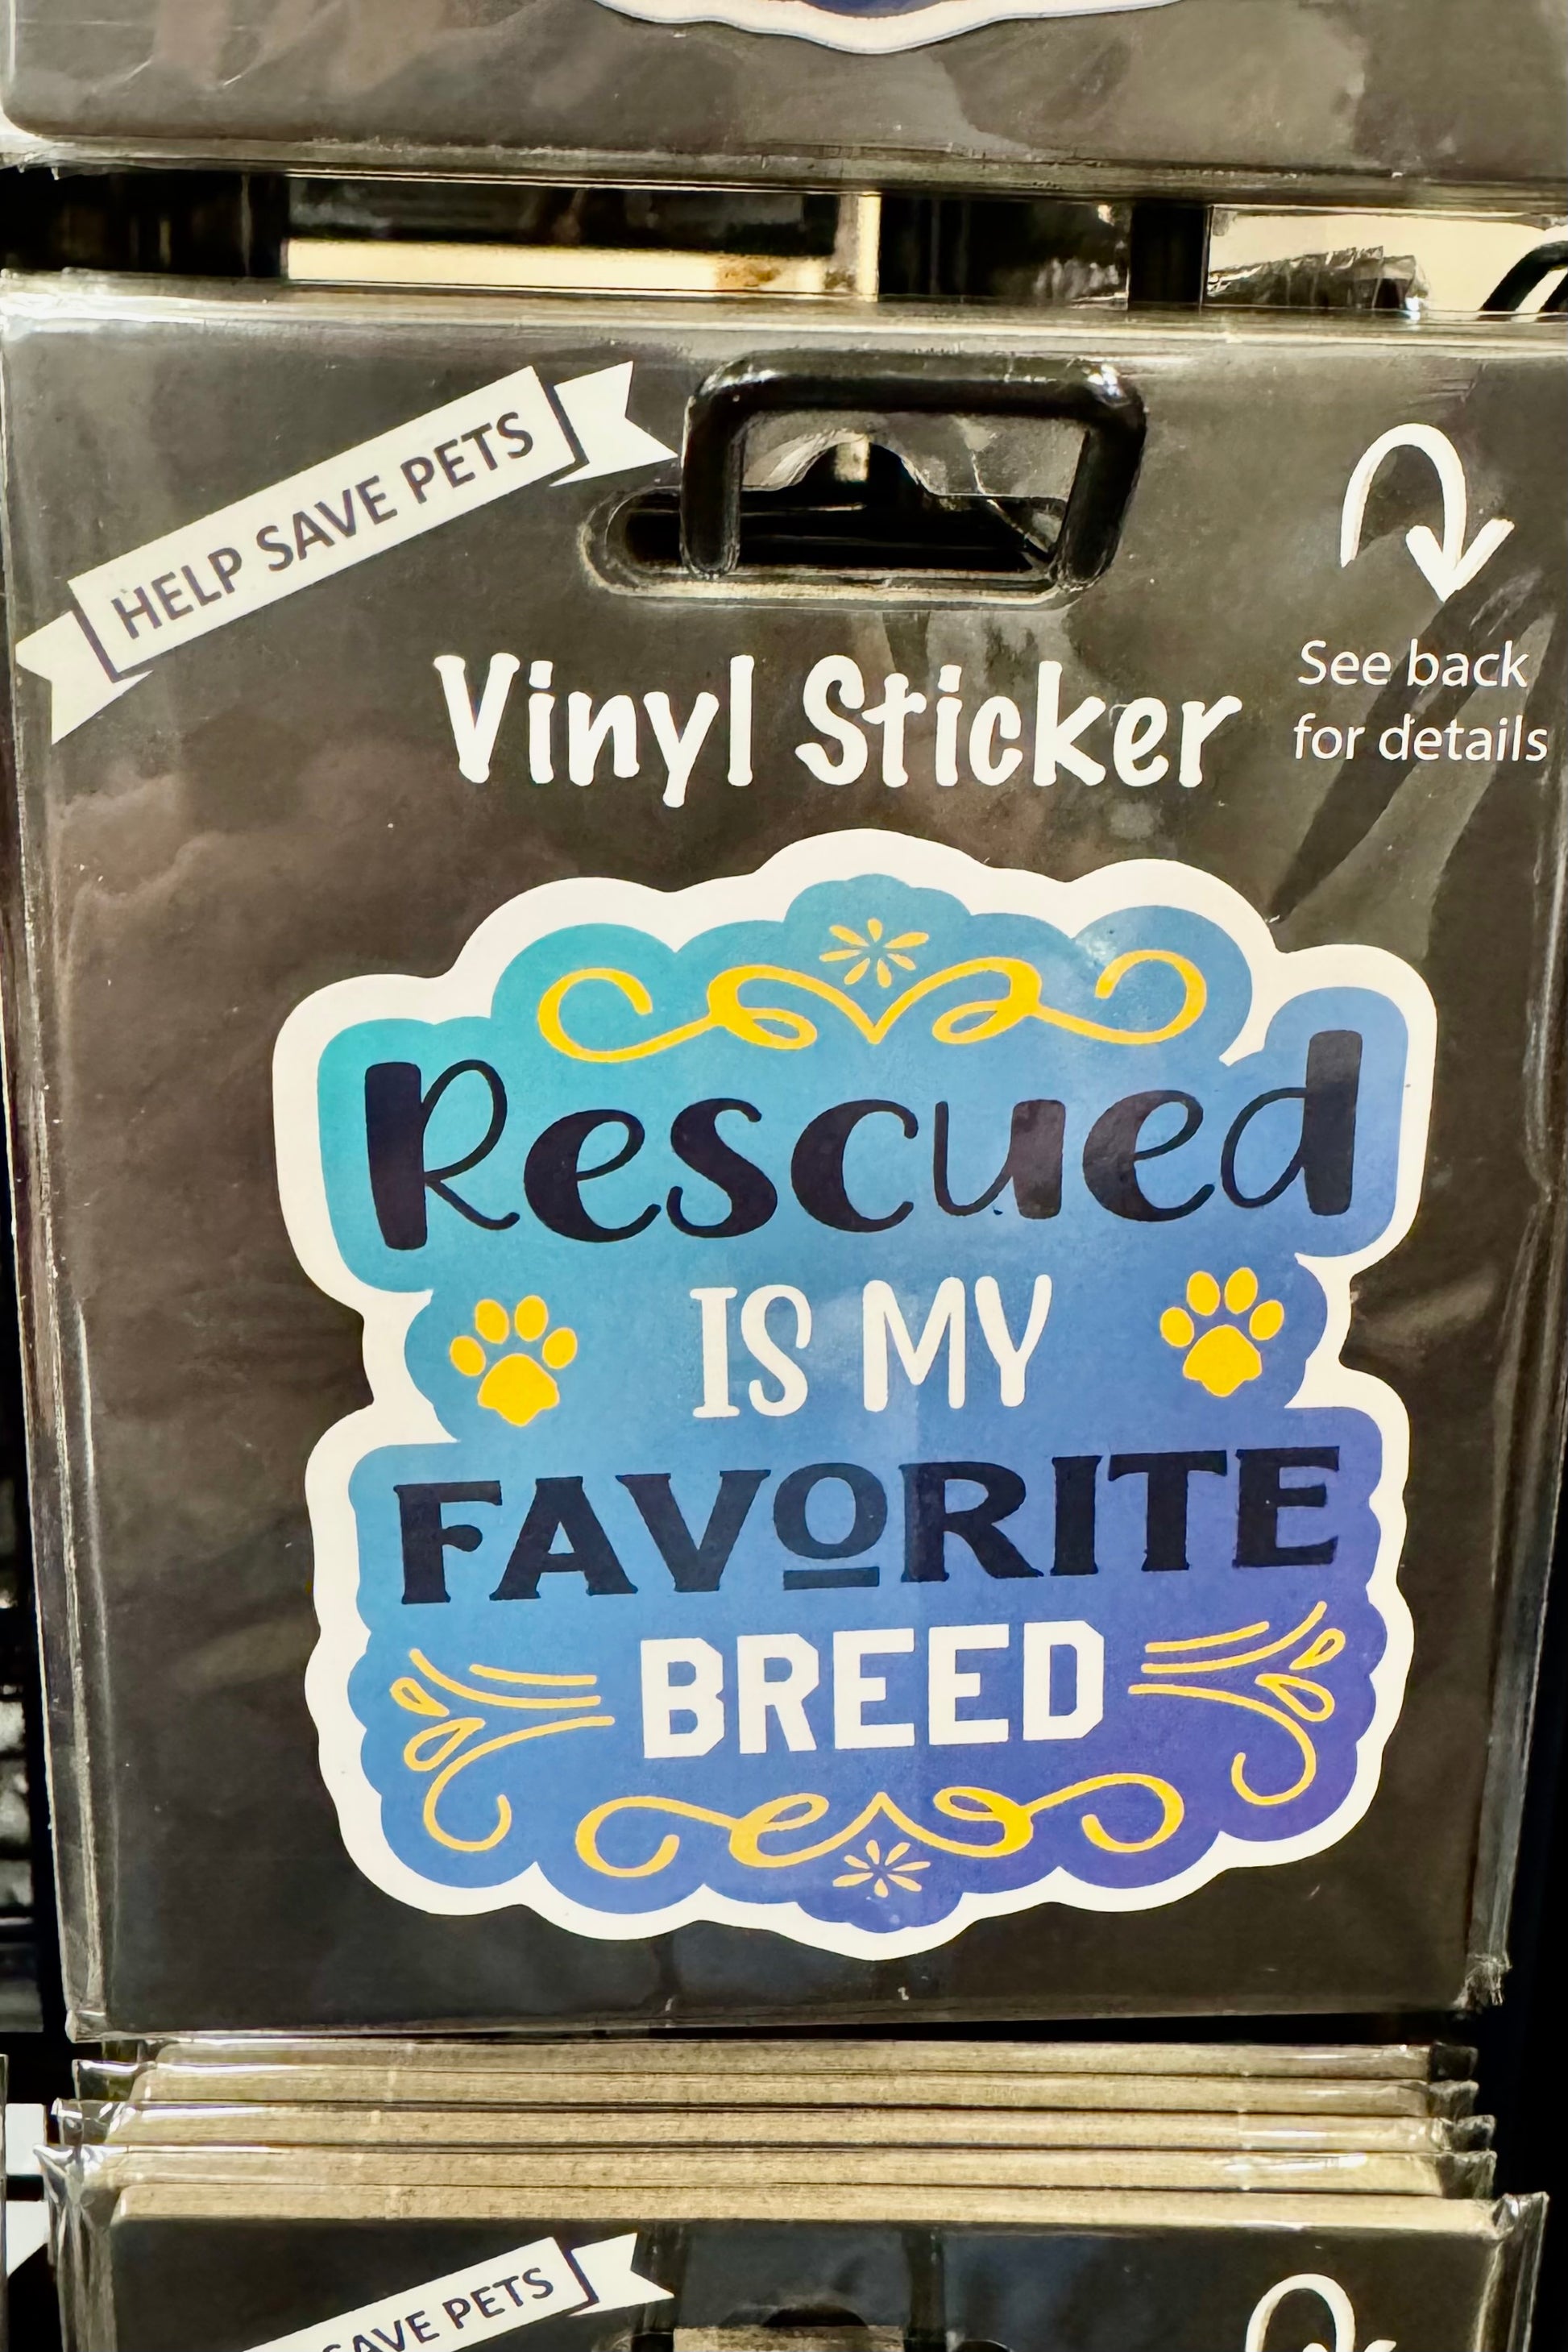 HELP SAVE PETS
Vinyl Sticker
See back
for details
Rescued
IS MY
FAVORITE
BREED
SAVE PETS